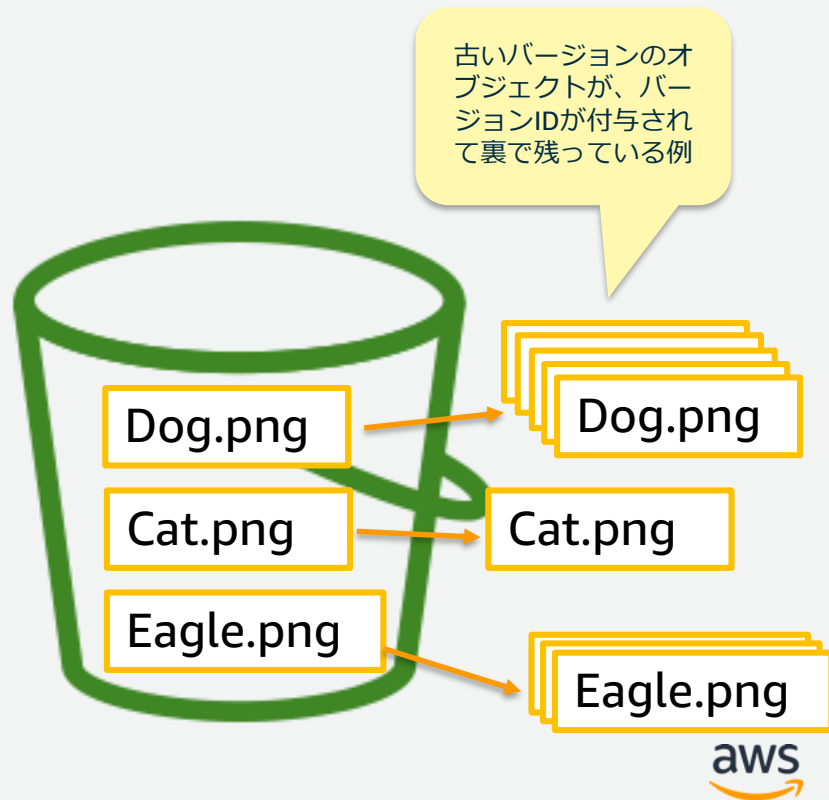 古いバージョンのオ
ブジェクトが、バー
ジョンIDが付与され
て裏で残っている例
Dog.png
Dog.png
Cat.png
Cat.png
Eagle.png
Eagle.png
aws